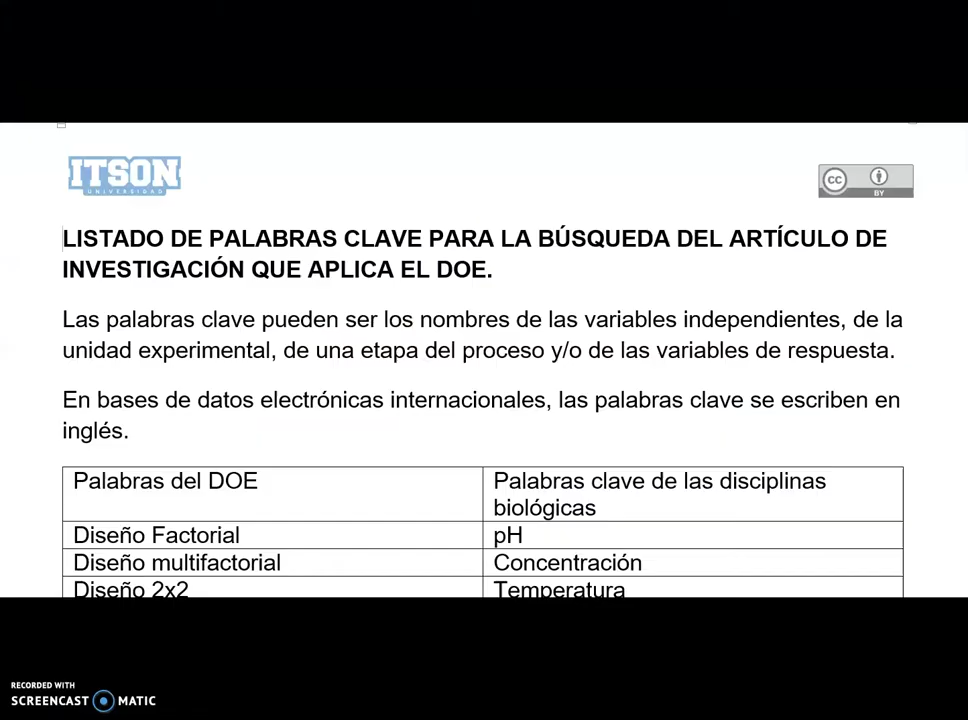 ITSON
UNIVERSIDAD
cc
BY
LISTADO DE PALABRAS CLAVE PARA LA BÚSQUEDA DEL ARTÍCULO DE
INVESTIGACIÓN QUE APLICA EL DOE.
Las palabras clave pueden ser los nombres de las variables independientes, de la
unidad experimental, de una etapa del proceso y/o de las variables de respuesta.
En bases de datos electrónicas internacionales, las palabras clave se escriben en
inglés.
Palabras del DOE
Palabras clave de las disciplinas
biológicas
Diseño Factorial
pH
Diseño multifactorial
Concentración
Diseño 2x2
Temperatura
RECORDED WITH
SCREENCAST MATIC